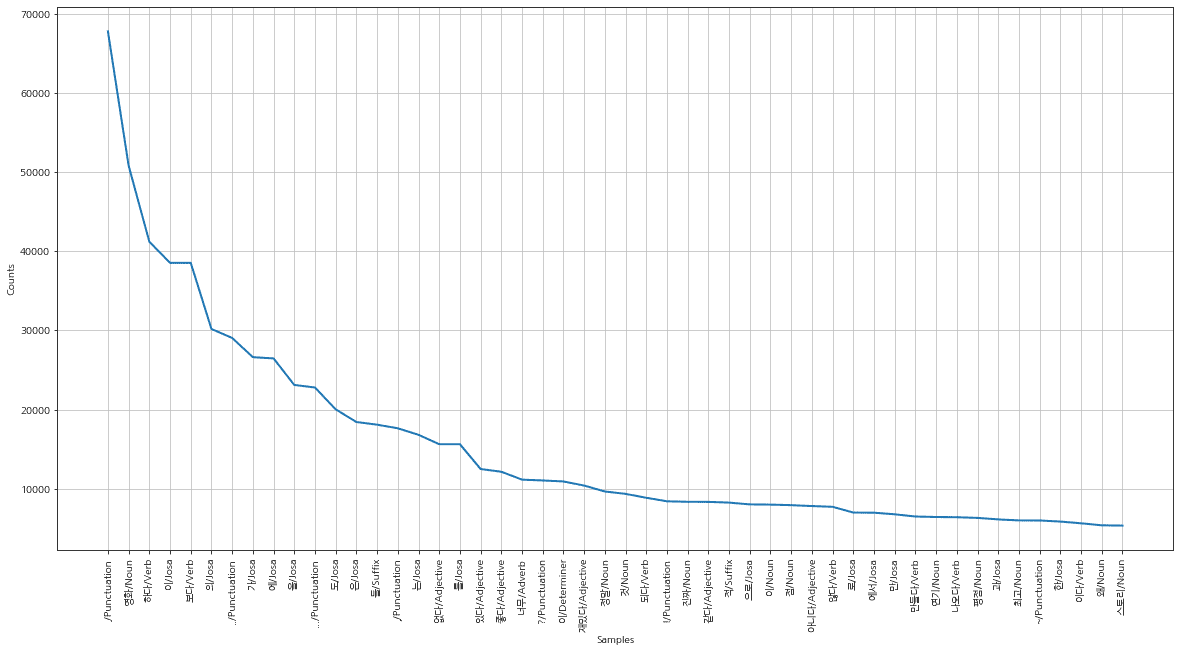 70000
60000
50000
40000
30000
20000
10000
Counts
./Punctuation
영화/Noun
하다/Verb
이/Josa
보다/Verb
의/Josa
../Punctuation
가/Josa
에/Josa
을/Josa
.../Punctuation
도/Josa
은/Josa
들/Suffix
,/Punctuation
는/Josa
없다/Adjective
를/Josa
있다/Adjective
좋다/Adjective
너무/Adverb
?/Punctuation
이/Determiner
재밌다/Adjective
정말/Noun
것/Noun
되다/Verb
!/Punctuation
진짜/Noun
같다/Adjective
적/Suffix
으로/Josa
이/Noun
점/Noun
아니다/Adjective
않다/Verb
로/Josa
에서/Josa
만/Josa
만들다/Verb
연기/Noun
나오다/Verb
평점/Noun
과/Josa
최고/Noun
~/Punctuation
한/Josa
이다/Verb
왜/Noun
스토리/Noun
Samples